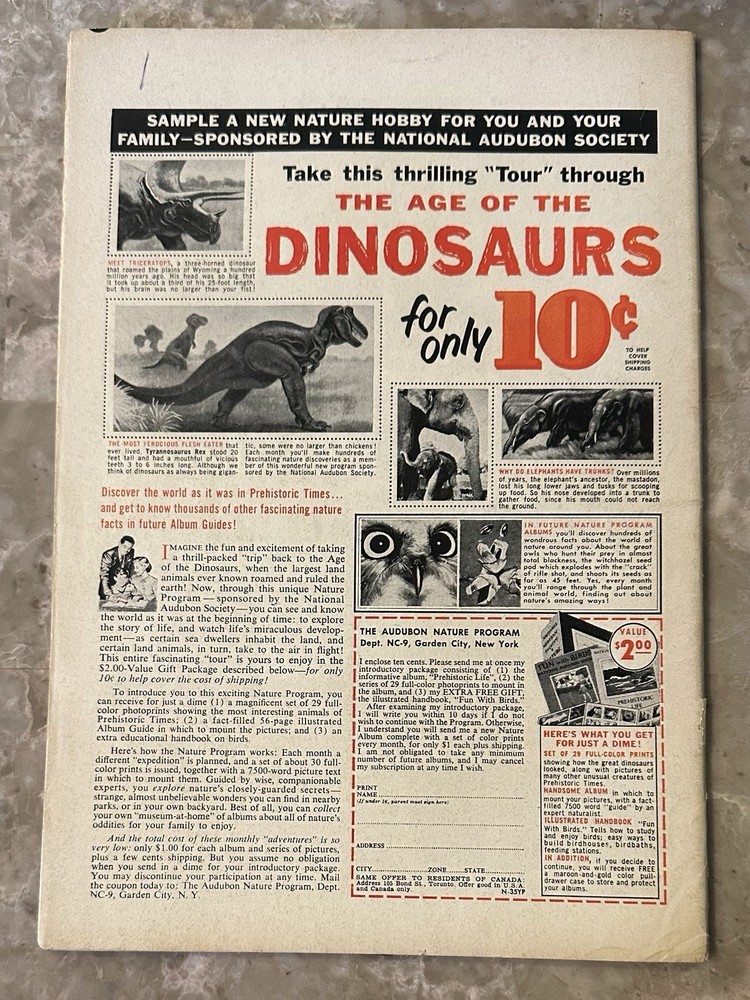 SAMPLE A NEW NATURE HOBBY FOR YOU AND YOUR
FAMILY—SPONSORED BY THE NATIONAL AUDUBON SOCIETY
Take this thrilling "Tour" through
THE AGE OF THE
DINOSAURS
for
only
10¢
TO HELP
COVER
SHIPPING
CHARGES
MEET TRICERATOPS, a three-horned dinosaur
that roamed the plains of Wyoming a hundred
million years ago. His head was so big that
it took up about a third of his 25-foot length,
but his brain was no larger than your fist!
THE MOST FEROCIOUS FLESH EATER that
ever lived, Tyrannosaurus Rex stood 20
feet tall and had a mouthful of vicious
teeth 3 to 6 inches long. Although we
think of dinosaurs as always being gigan-
tic, some were no larger than chickens!
Each month you'll make hundreds of
fascinating nature discoveries as a mem-
ber of this wonderful new program spon-
sored by the National Audubon Society.
WHY DO ELEPHANTS HAVE TRUNKS? Over millions
of years, the elephant's ancestor, the mastadon,
lost his long lower jaws and tusks for scooping
up food. So his nose developed into a trunk to
gather food, since his mouth could not reach
the ground.
Discover the world as it was in Prehistoric Times...
and get to know thousands of other fascinating nature
facts in future Album Guides!
IN FUTURE NATURE PROGRAM
ALBUMS you'll discover hundreds of
wondrous facts about the world of
nature around you. About the great
owls who hunt their prey in almost
total blackness, the witchhazel seed
pod which explodes with the "crack"
of rifle shot, and shoots its seeds as
far as 45 feet. Yes, every month
you'll range through the plant and
animal world, finding out about
nature's amazing ways!
IMAGINE the fun and excitement of taking
a thrill-packed "trip" back to the Age
of the Dinosaurs, when the largest land
animals ever known roamed and ruled the
earth! Now, through this unique Nature
Program—sponsored by the National
Audubon Society—you can see and know
the world as it was at the beginning of time: to explore
the story of life, and watch life's miraculous develop-
ment—as certain sea dwellers inhabit the land, and
certain land animals, in turn, take to the air in flight!
This entire fascinating "tour" is yours to enjoy in the
$2.00-Value Gift Package described below—for only
10¢ to help cover the cost of shipping!
To introduce you to this exciting Nature Program, you
can receive for just a dime (1) a magnificent set of 29 full-
color photoprints showing the most interesting animals of
Prehistoric Times; (2) a fact-filled 56-page illustrated
Album Guide in which to mount the pictures; and (3) an
extra educational handbook on birds.
Here's how the Nature Program works: Each month a
different "expedition" is planned, and a set of about 30 full-
color prints is issued, together with a 7500-word picture text
in which to mount them. Guided by wise, companionable
experts, you explore nature's closely-guarded secrets—
strange, almost unbelievable wonders you can find in nearby
parks, or in your own backyard. Best of all, you can collect
your own "museum-at-home" of albums about all of nature's
oddities for your family to enjoy.
And the total cost of these monthly "adventures" is so
very low: only $1.00 for each album and series of pictures,
plus a few cents shipping. But you assume no obligation
when you send in a dime for your introductory package.
You may discontinue your participation at any time. Mail
the coupon today to: The Audubon Nature Program, Dept.
NC-9, Garden City, N. Y.
THE AUDUBON NATURE PROGRAM
Dept. NC-9, Garden City, New York
I enclose ten cents. Please send me at once my
introductory package consisting of (1) the
informative album, "Prehistoric Life", (2) the
series of 29 full-color photoprints to mount in
the album, and (3) my EXTRA FREE GIFT,
the illustrated handbook, "Fun With Birds."
After examining my introductory package,
I will write you within 10 days if I do not
wish to continue with the Program. Otherwise,
I understand you will send me a new Nature
Album complete with a set of color prints
every month, for only $1 each plus shipping.
I am not obligated to take any minimum
number of future albums, and I may cancel
my subscription at any time I wish.
PRINT
NAME
(If under 16, parent must sign here)
ADDRESS
CITY ZONE STATE
SAME OFFER TO RESIDENTS OF CANADA:
Address 105 Bond St., Toronto. Offer good in U.S.A.
and Canada only.
N-35YP
VALUE
$2.00
FUN with BIRDS
PREHISTORIC
LIFE
HERE'S WHAT YOU GET
FOR JUST A DIME!
SET OF 29 FULL-COLOR PRINTS
showing how the great dinosaurs
looked, along with pictures of
many other unusual creatures of
Prehistoric Times.
HANDSOME ALBUM in which to
mount your pictures, with a fact-
filled 7500 word "guide" by an
expert naturalist.
ILLUSTRATED HANDBOOK "Fun
With Birds." Tells how to study
and enjoy birds; easy ways to
build birdhouses, birdbaths,
feeding stations.
IN ADDITION, if you decide to
continue, you will receive FREE
a maroon-and-gold color pull-
drawer case to store and protect
your albums.